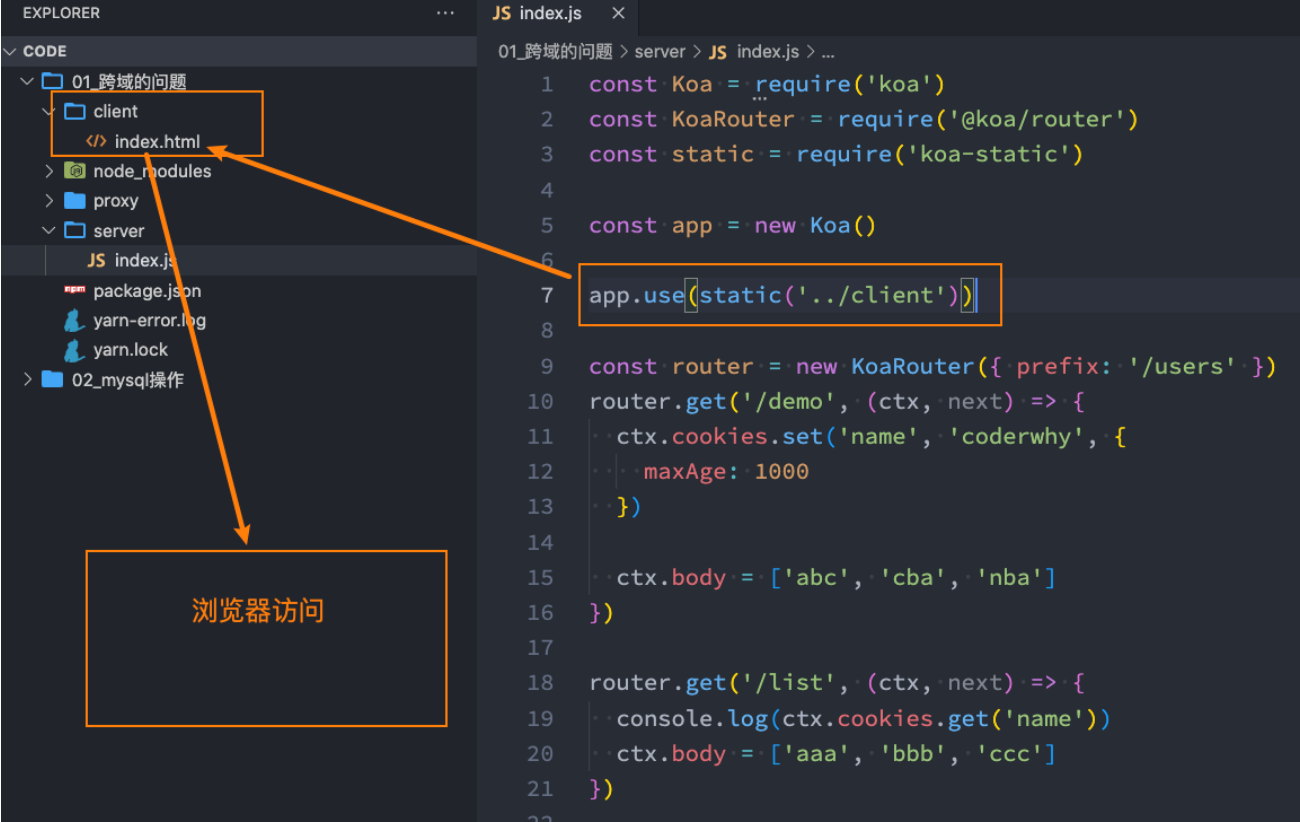 EXPLORER
···
CODE
01_跨域的问题
client
</> index.html
node_modules
proxy
server
JS index.js
npm package.json
yarn-error.log
yarn.lock
02_mysql操作
浏览器访问
JS index.js ×
01_跨域的问题 > server > JS index.js > ...
1 const Koa = require('koa')
2 const KoaRouter = require('@koa/router')
3 const static = require('koa-static')
4
5 const app = new Koa()
6
7 app.use(static('../client'))
8
9 const router = new KoaRouter({ prefix: '/users' })
10 router.get('/demo', (ctx, next) => {
11 ctx.cookies.set('name', 'coderwhy', {
12 maxAge: 1000
13 })
14
15 ctx.body = ['abc', 'cba', 'nba']
16 })
17
18 router.get('/list', (ctx, next) => {
19 console.log(ctx.cookies.get('name'))
20 ctx.body = ['aaa', 'bbb', 'ccc']
21 })